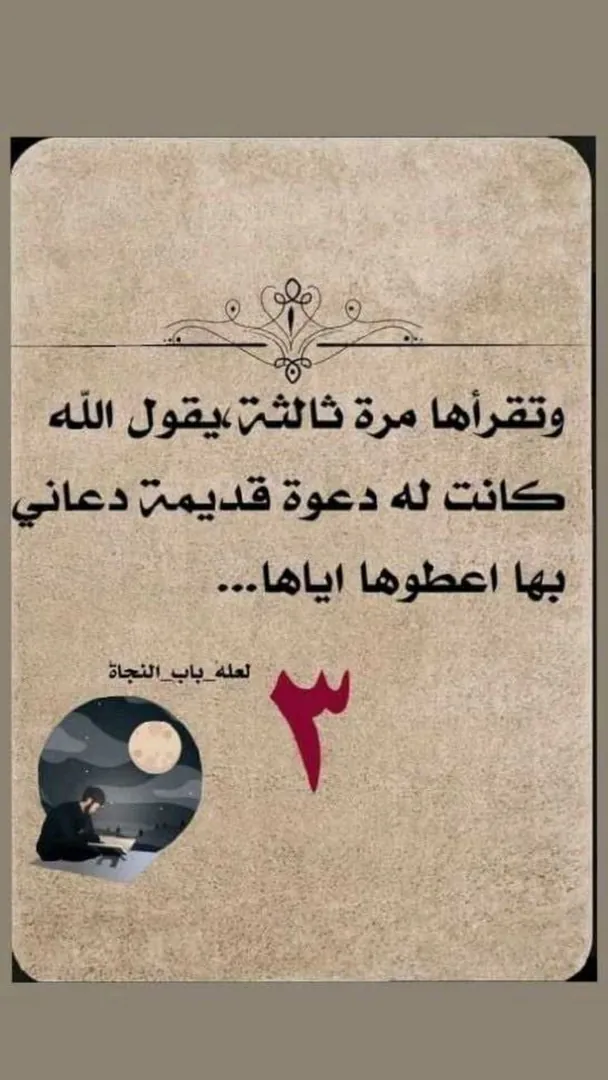 وتقرأها مرة ثالثة،يقول الله
كانت له دعوة قديمة دعاني
بها اعطوها اياها...
لعله_باب_النجاة
٣